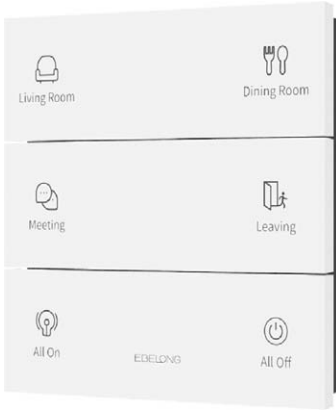 Living Room
Dining Room
Meeting
Leaving
All On
EDELONG
All Off